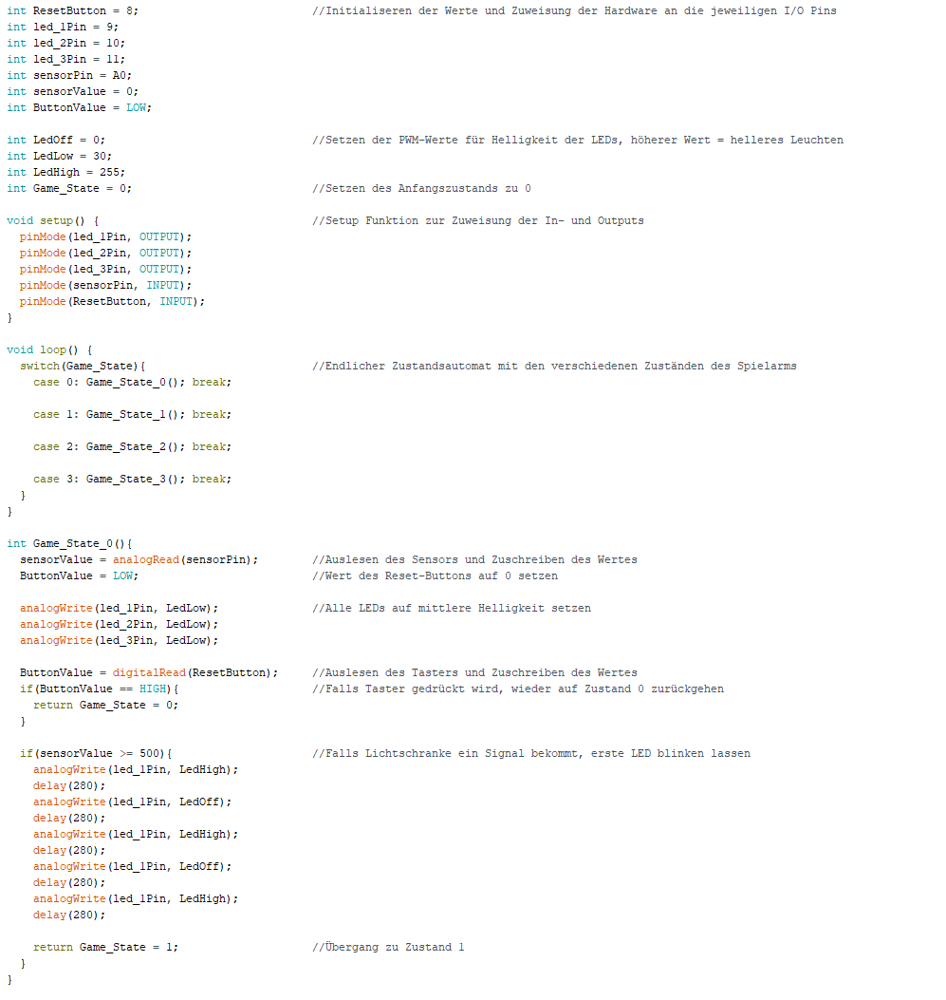 int ResetButton = 8; //Initialiseren der Werte und Zuweisung der Hardware an die jeweiligen I/O Pins
int led_1Pin = 9;
int led_2Pin = 10;
int led_3Pin = 11;
int sensorPin = A0;
int sensorValue = 0;
int ButtonValue = LOW;
int LedOff = 0; //Setzen der PWM-Werte für Helligkeit der LEDs, höherer Wert = helleres Leuchten
int LedLow = 30;
int LedHigh = 255;
int Game_State = 0; //Setzen des Anfangszustands zu 0
void setup() { //Setup Funktion zur Zuweisung der In- und Outputs
pinMode(led_1Pin, OUTPUT);
pinMode(led_2Pin, OUTPUT);
pinMode(led_3Pin, OUTPUT);
pinMode(sensorPin, INPUT);
pinMode(ResetButton, INPUT);
}
void loop() {
switch(Game_State){ //Endlicher Zustandsautomat mit den verschiedenen Zuständen des Spielarms
case 0: Game_State_0(); break;
case 1: Game_State_1(); break;
case 2: Game_State_2(); break;
case 3: Game_State_3(); break;
}
}
int Game_State_0(){
sensorValue = analogRead(sensorPin); //Auslesen des Sensors und Zuschreiben des Wertes
ButtonValue = LOW; //Wert des Reset-Buttons auf 0 setzen
analogWrite(led_1Pin, LedLow); //Alle LEDs auf mittlere Helligkeit setzen
analogWrite(led_2Pin, LedLow);
analogWrite(led_3Pin, LedLow);
ButtonValue = digitalRead(ResetButton); //Auslesen des Tasters und Zuschreiben des Wertes
if(ButtonValue == HIGH){ //Falls Taster gedrückt wird, wieder auf Zustand 0 zurückgehen
return Game_State = 0;
}
if(sensorValue >= 500){ //Falls Lichtschranke ein Signal bekommt, erste LED blinken lassen
analogWrite(led_1Pin, LedHigh);
delay(280);
analogWrite(led_1Pin, LedOff);
delay(280);
analogWrite(led_1Pin, LedHigh);
delay(280);
analogWrite(led_1Pin, LedOff);
delay(280);
analogWrite(led_1Pin, LedHigh);
delay(280);
return Game_State = 1; //Übergang zu Zustand 1
}
}